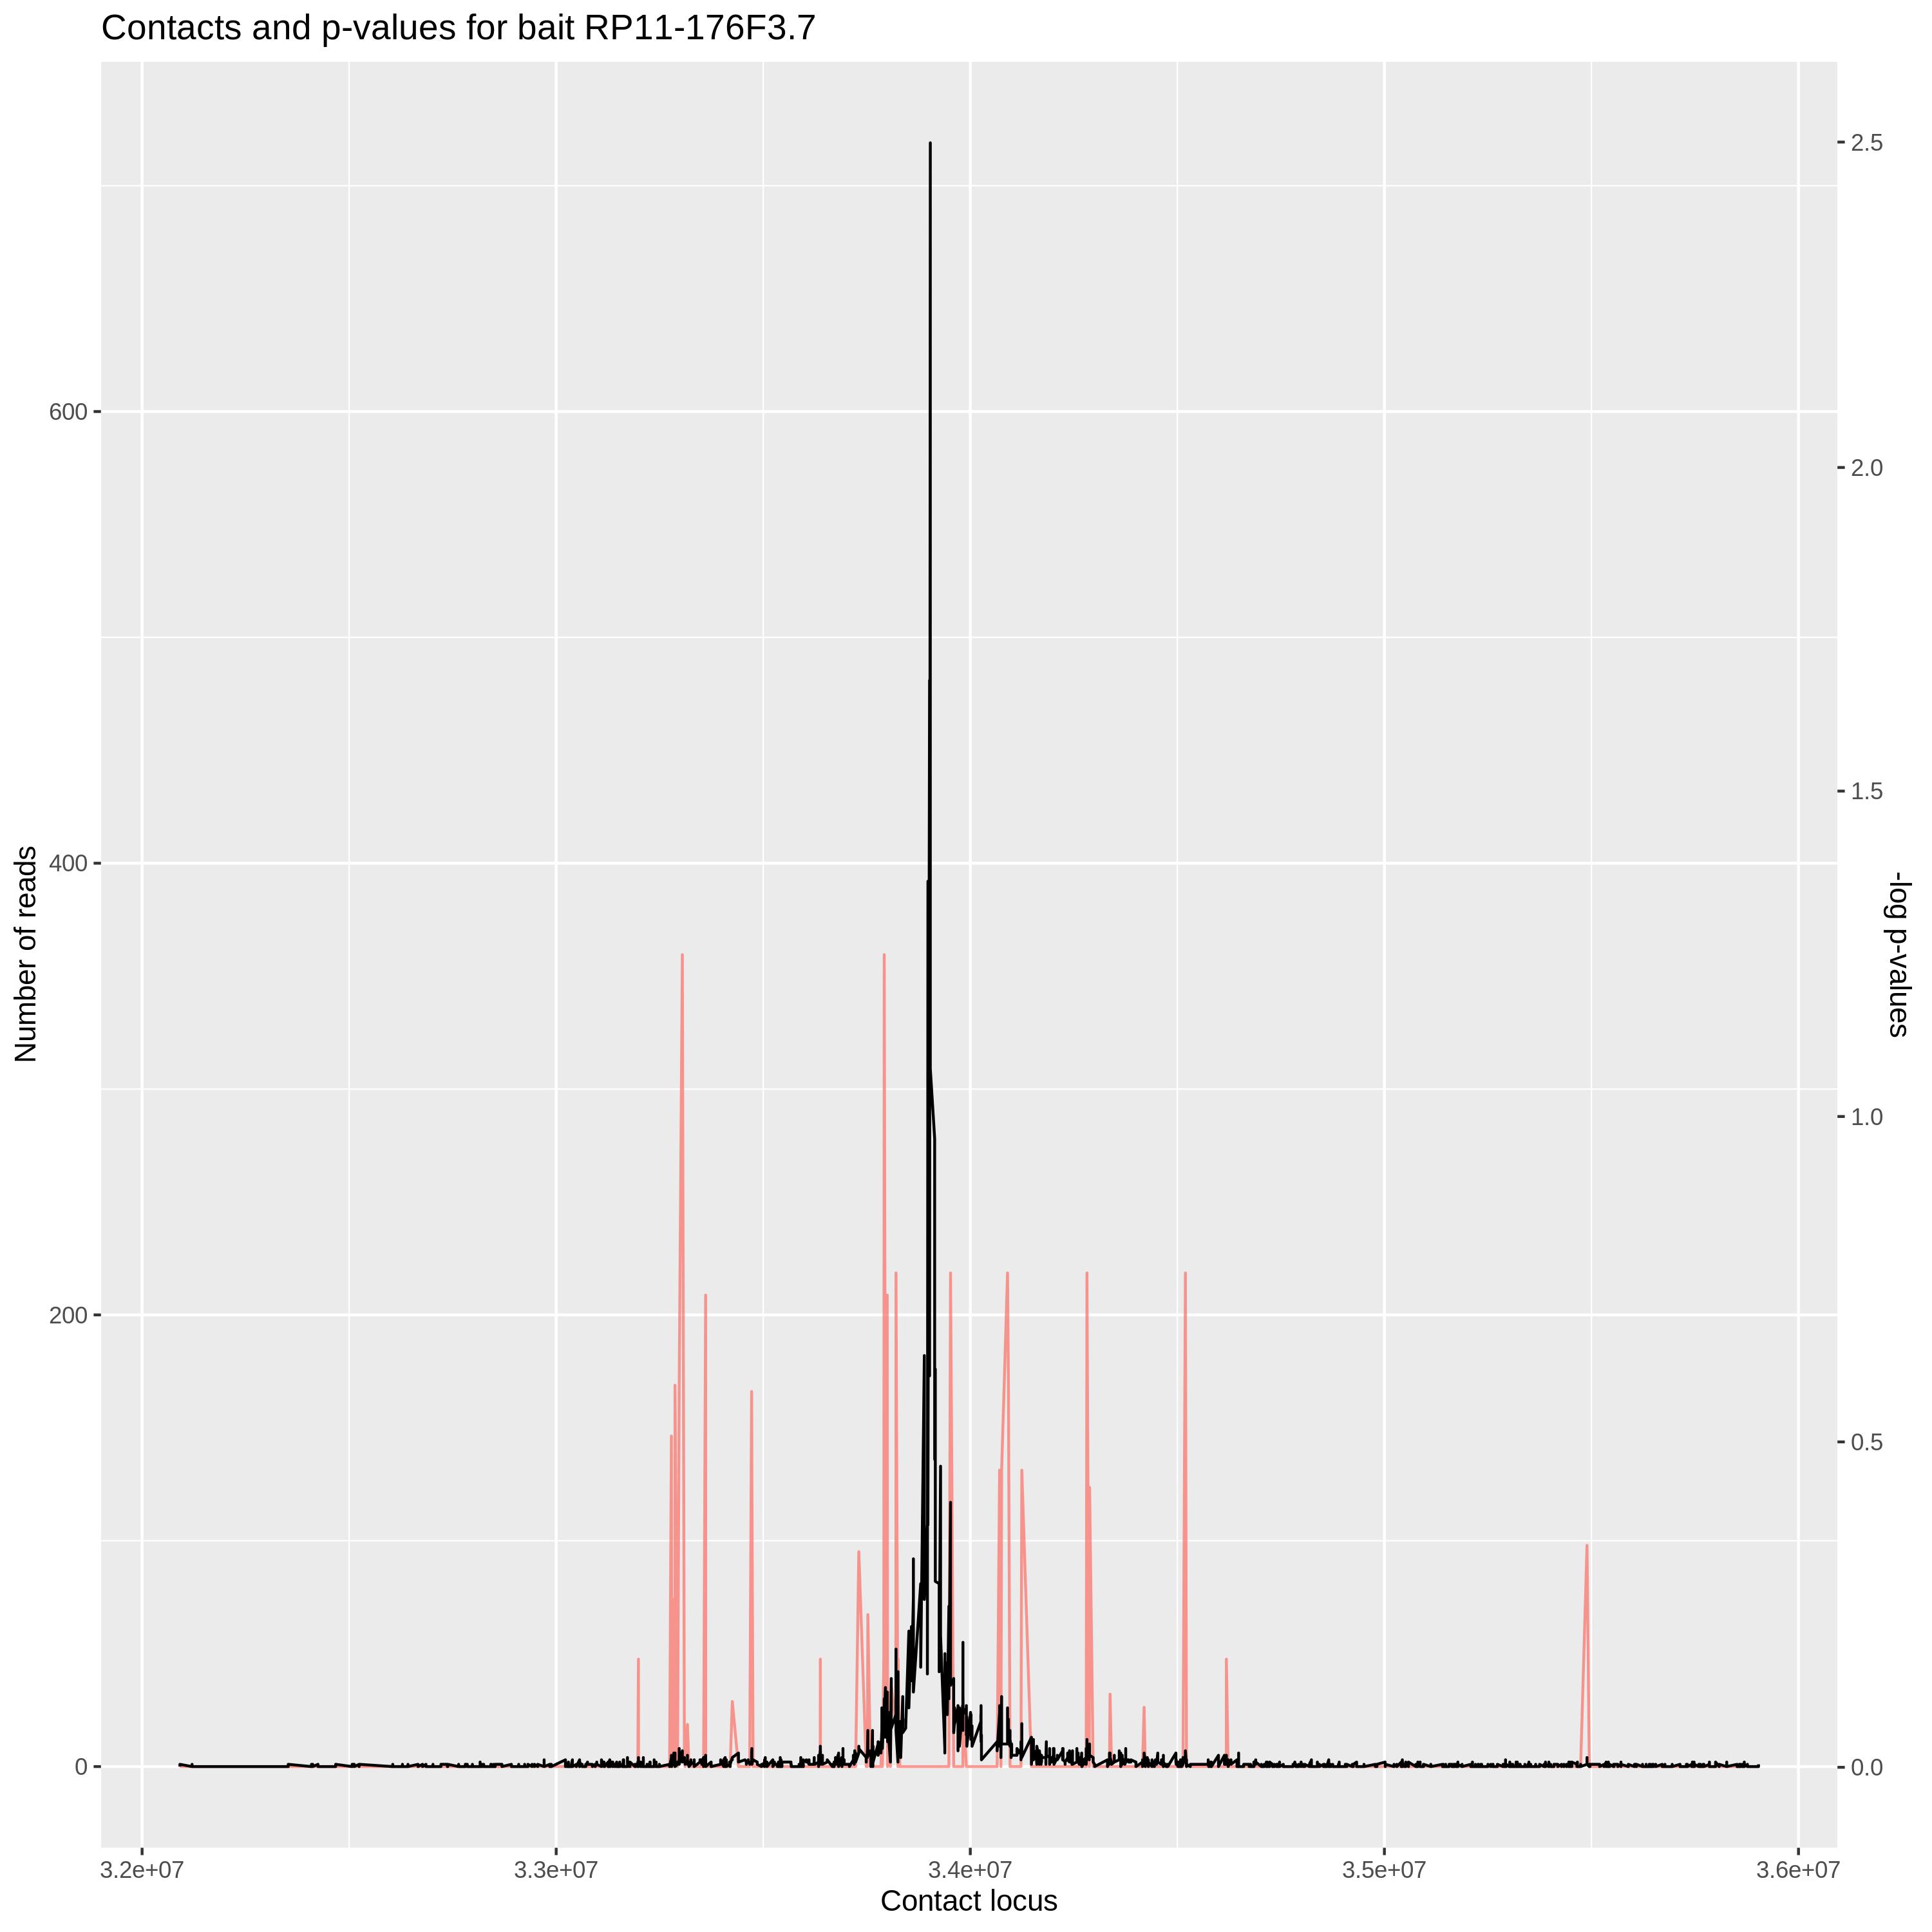 Contacts and p-values for bait RP11-176F3.7
Number of reads
600
400
200
0
2.5
2.0
1.5
1.0
0.5
0.0
-log p-values
3.2e+07 3.3e+07 3.4e+07 3.5e+07 3.6e+07
Contact locus